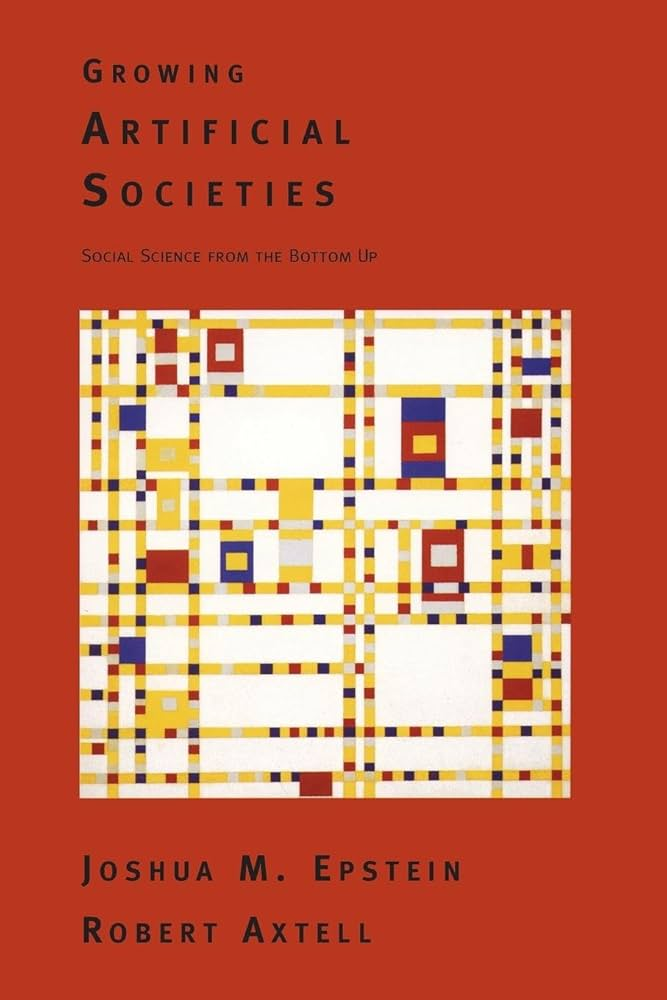 GROWING
ARTIFICIAL
SOCIETIES
SOCIAL SCIENCE FROM THE BOTTOM UP
JOSHUA M. EPSTEIN
ROBERT AXTELL